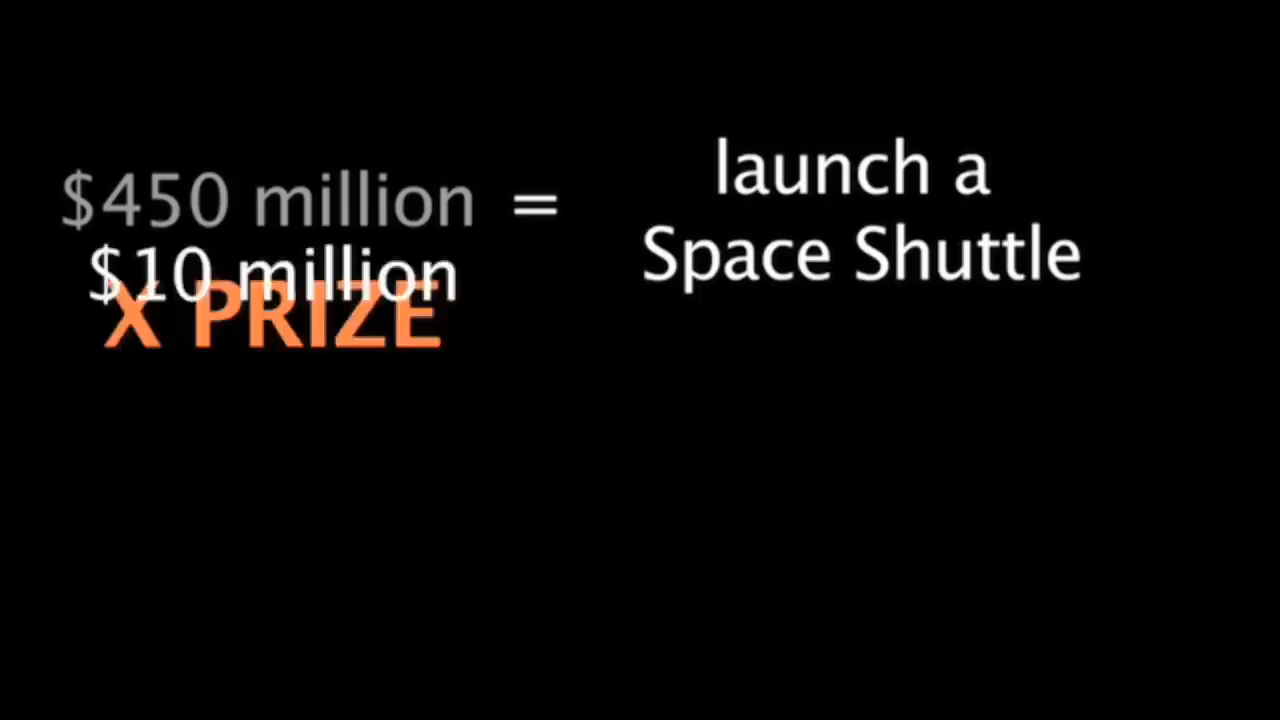 $450 million =
$10 million
X PRIZE
launch a
Space Shuttle